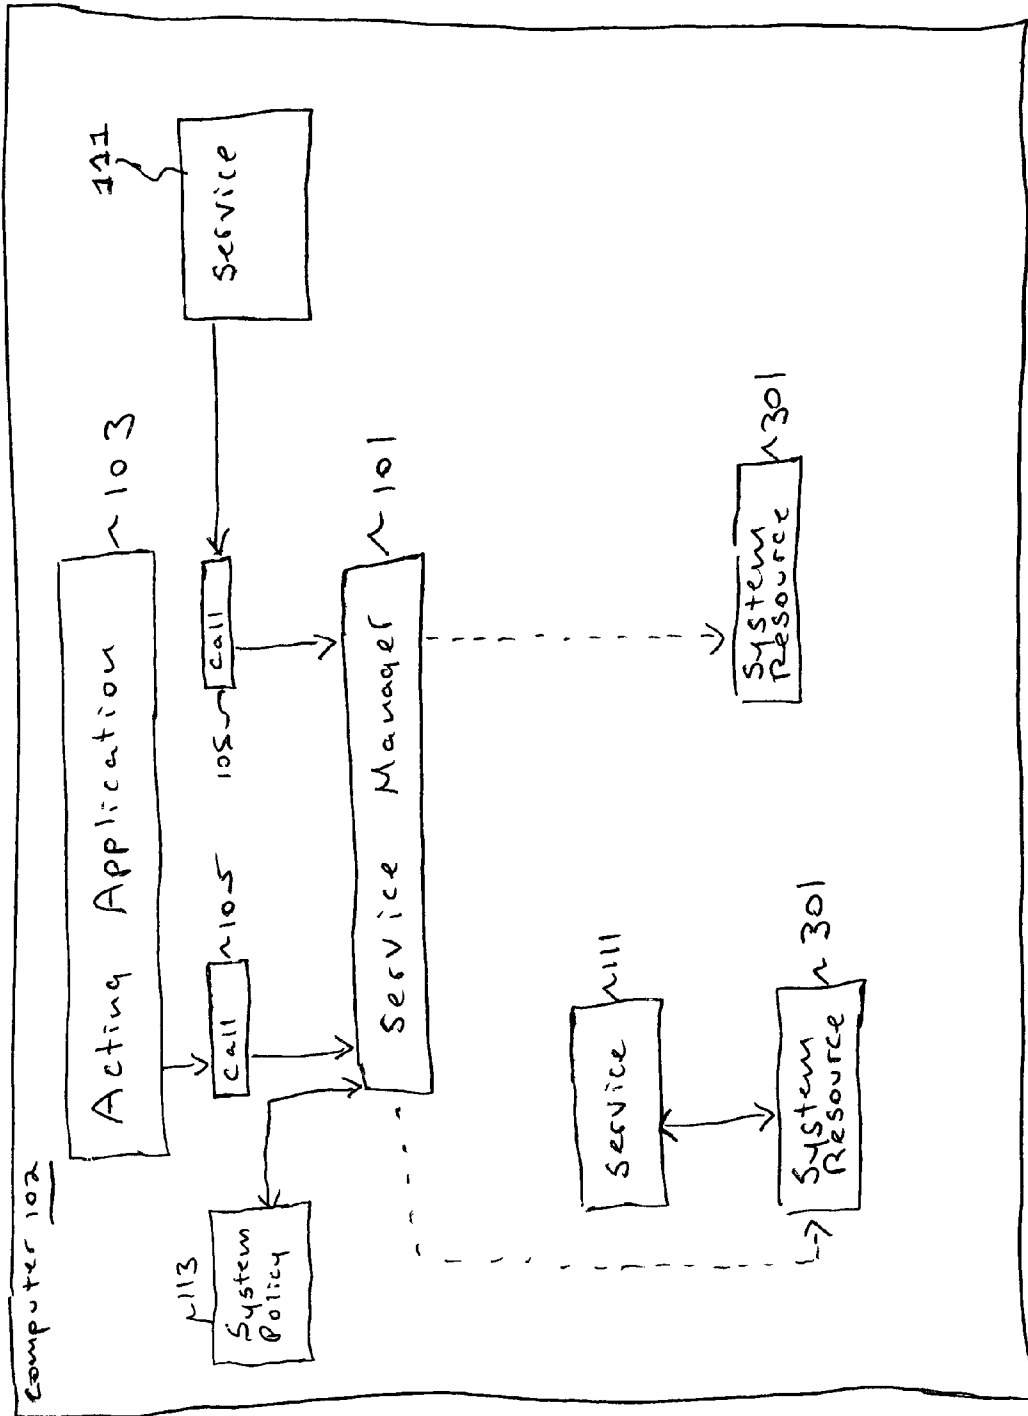 Computer 102
Acting Application
~103
Call
~105
105~
call
Service
111
~113
System
Policy
Service Manager
~101
Service
~111
System
Resource
~301
System
Resource
~301